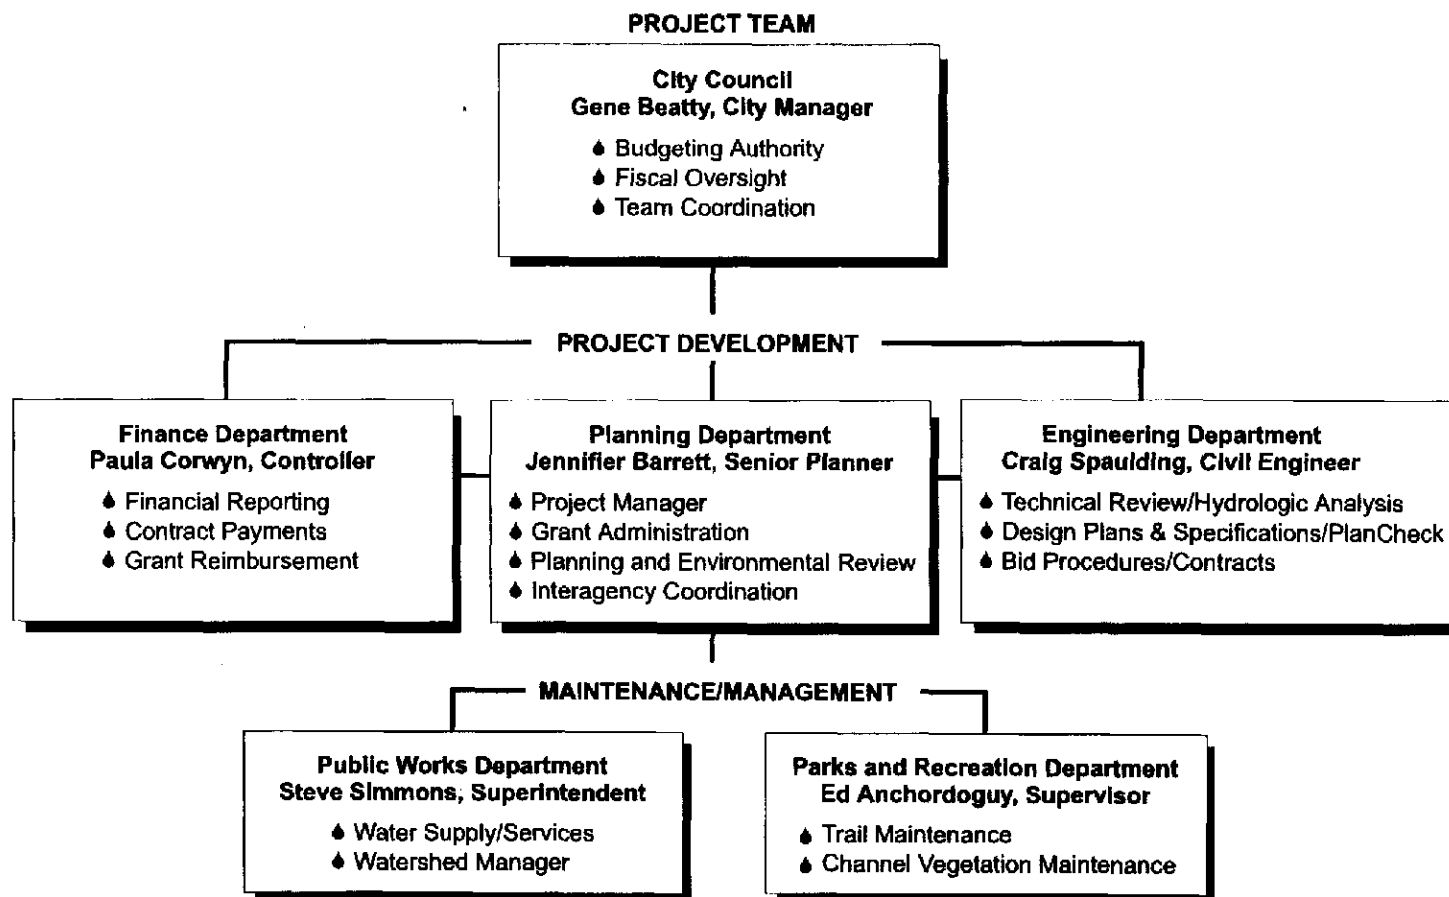 PROJECT TEAM
City Council
Gene Beatty, City Manager
Budgeting Authority
Fiscal Oversight
Team Coordination
PROJECT DEVELOPMENT
Finance Department
Paula Corwyn, Controller
Financial Reporting
Contract Payments
Grant Reimbursement
Planning Department
Jennifier Barrett, Senior Planner
Project Manager
Grant Administration
Planning and Environmental Review
Interagency Coordination
Engineering Department
Craig Spaulding, Civil Engineer
Technical Review/Hydrologic Analysis
Design Plans & Specifications/PlanCheck
Bid Procedures/Contracts
MAINTENANCE/MANAGEMENT
Public Works Department
Steve Simmons, Superintendent
Water Supply/Services
Watershed Manager
Parks and Recreation Department
Ed Anchordoguy, Supervisor
Trail Maintenance
Channel Vegetation Maintenance